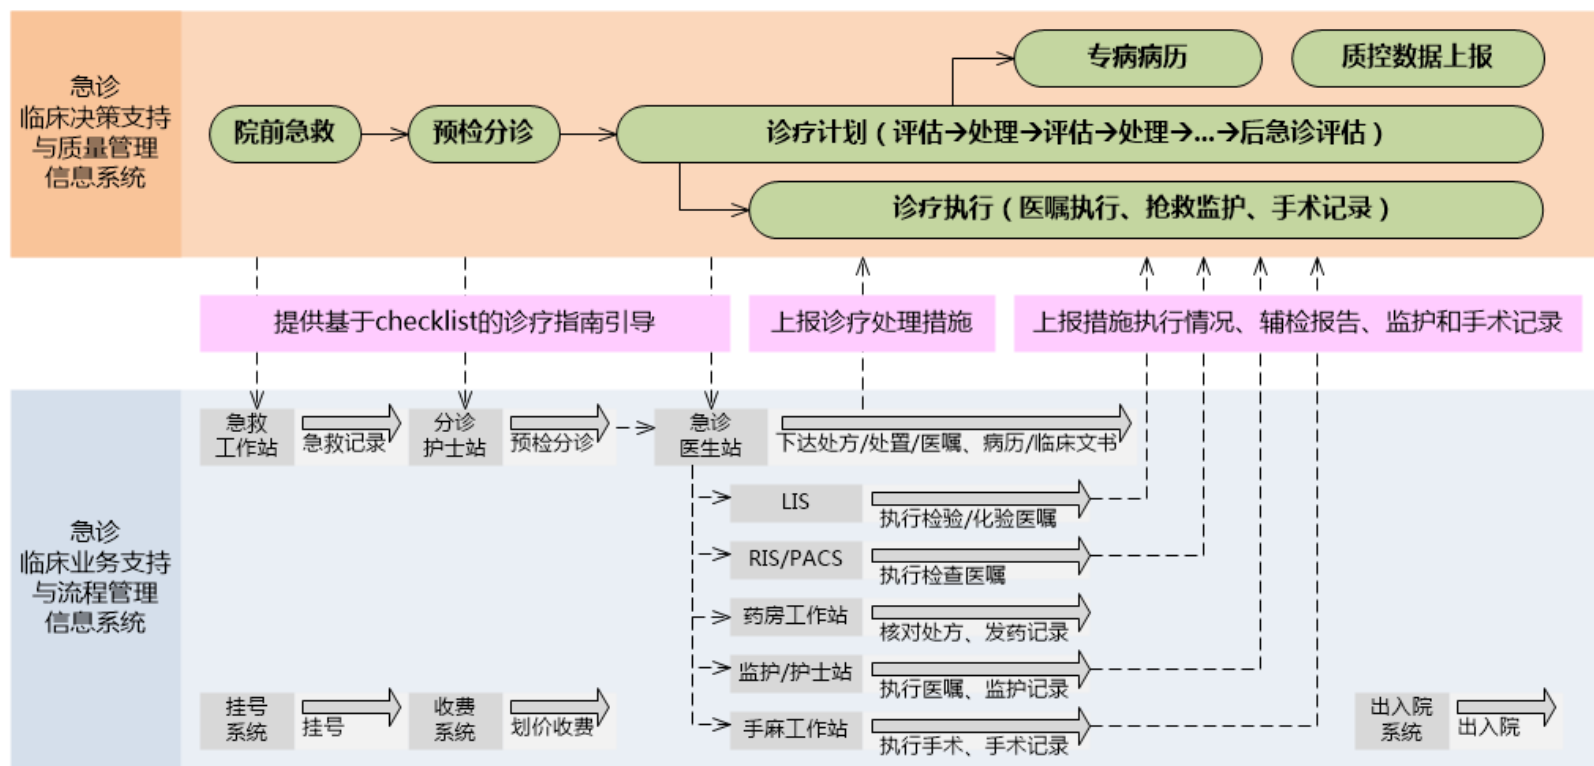 急诊
临床决策支持
与质量管理
信息系统
专病病历
质控数据上报
院前急救
预检分诊
诊疗计划（评估→处理→评估→处理→...→后急诊评估）
诊疗执行（医嘱执行、抢救监护、手术记录）
提供基于checklist的诊疗指南引导
上报诊疗处理措施
上报措施执行情况、辅检报告、监护和手术记录
急诊
临床业务支持
与流程管理
信息系统
急救
工作站
急救记录
分诊
护士站
预检分诊
急诊
医生站
下达处方/处置/医嘱、病历/临床文书
LIS
执行检验/化验医嘱
RIS/PACS
执行检查医嘱
药房工作站
核对处方、发药记录
监护/护士站
执行医嘱、监护记录
手麻工作站
执行手术、手术记录
挂号
系统
挂号
收费
系统
划价收费
出入院
系统
出入院